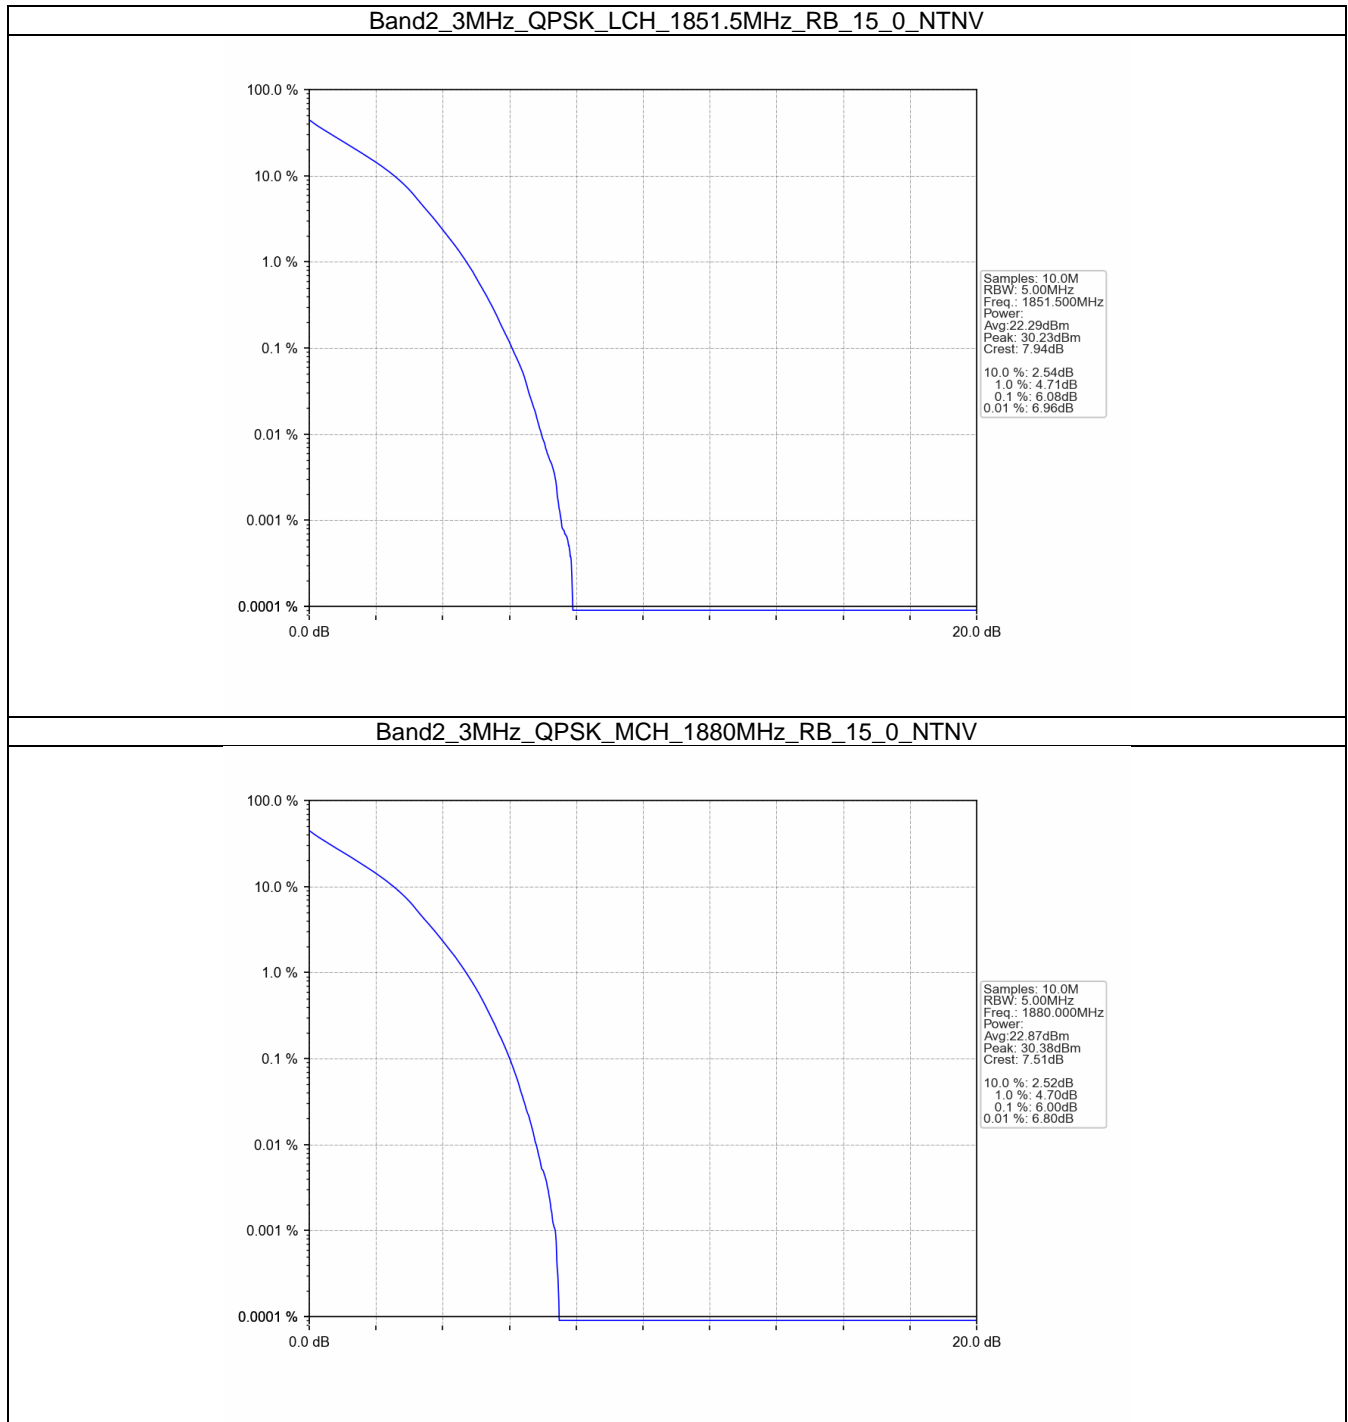 Band2_3MHz_QPSK_LCH_1851.5MHz_RB_15_0_NTNV
100.0 %
10.0 %
1.0 %
0.1 %
0.01 %
0.001 %
0.0001 %
0.0 dB
20.0 dB
Samples: 10.0M
RBW: 5.00MHz
Freq.: 1851.500MHz
Power:
Avg:22.29dBm
Peak: 30.23dBm
Crest: 7.94dB
10.0 %: 2.54dB
1.0 %: 4.71dB
0.1 %: 6.08dB
0.01 %: 6.96dB
Band2_3MHz_QPSK_MCH_1880MHz_RB_15_0_NTNV
100.0 %
10.0 %
1.0 %
0.1 %
0.01 %
0.001 %
0.0001 %
0.0 dB
20.0 dB
Samples: 10.0M
RBW: 5.00MHz
Freq.: 1880.000MHz
Power:
Avg:22.87dBm
Peak: 30.38dBm
Crest: 7.51dB
10.0 %: 2.52dB
1.0 %: 4.70dB
0.1 %: 6.00dB
0.01 %: 6.80dB